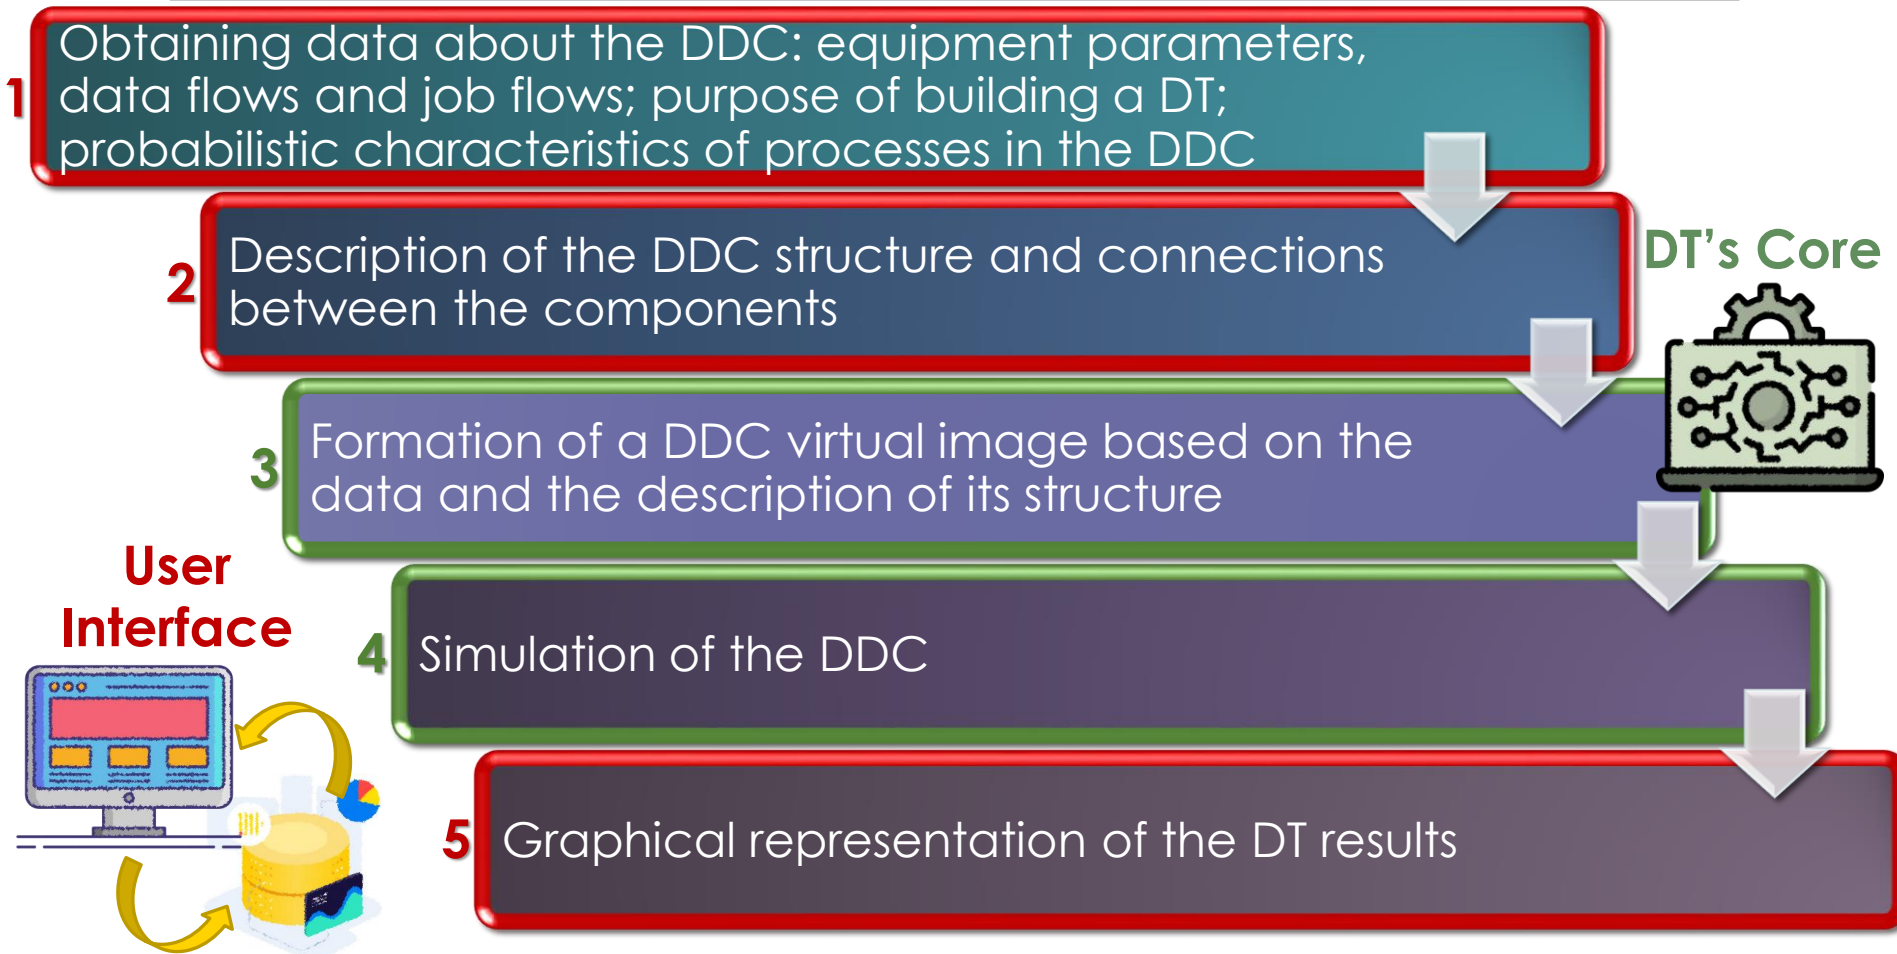 1
Obtaining data about the DDC: equipment parameters,
data flows and job flows; purpose of building a DT;
probabilistic characteristics of processes in the DDC
2
Description of the DDC structure and connections
between the components
DT’s Core
3
Formation of a DDC virtual image based on the
data and the description of its structure
User
Interface
4
Simulation of the DDC
5
Graphical representation of the DT results